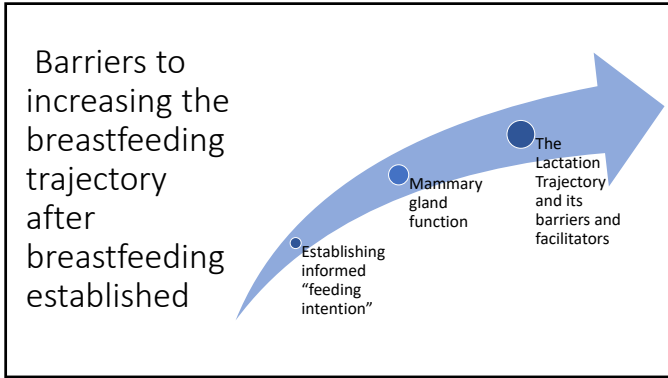 Barriers to
increasing the
breastfeeding
trajectory
after
breastfeeding
established
Establishing
informed
“feeding
intention”
Mammary
gland
function
The
Lactation
Trajectory
and its
barriers and
facilitators